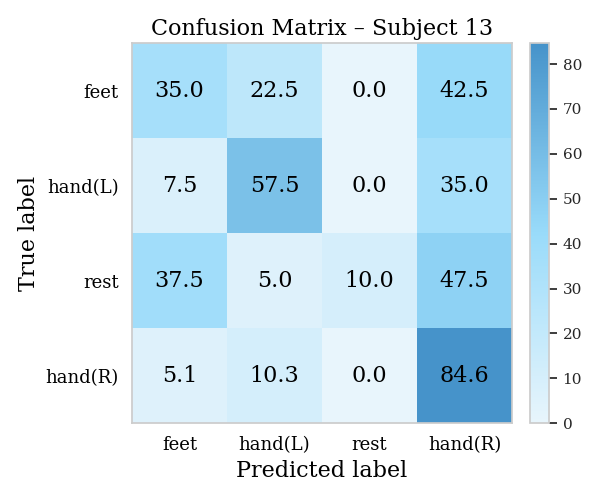 Confusion Matrix – Subject 13
feet 35.0 22.5 0.0 42.5
hand(L) 7.5 57.5 0.0 35.0
rest 37.5 5.0 10.0 47.5
hand(R) 5.1 10.3 0.0 84.6
feet hand(L) rest hand(R)
Predicted label
True label
80
70
60
50
40
30
20
10
0